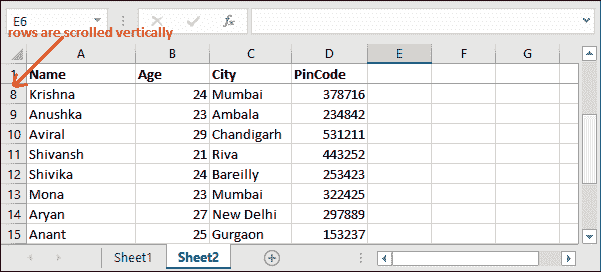 E6
fx
rows are scrolled vertically
A B C D E F G
1 Name Age City PinCode
8 Krishna 24 Mumbai 378716
9 Anushka 23 Ambala 234842
10 Aviral 29 Chandigarh 531211
11 Shivansh 21 Riva 443252
12 Shivika 24 Bareilly 253423
13 Mona 23 Mumbai 322425
14 Aryan 27 New Delhi 297889
15 Anant 25 Gurgaon 153237
Sheet1 Sheet2